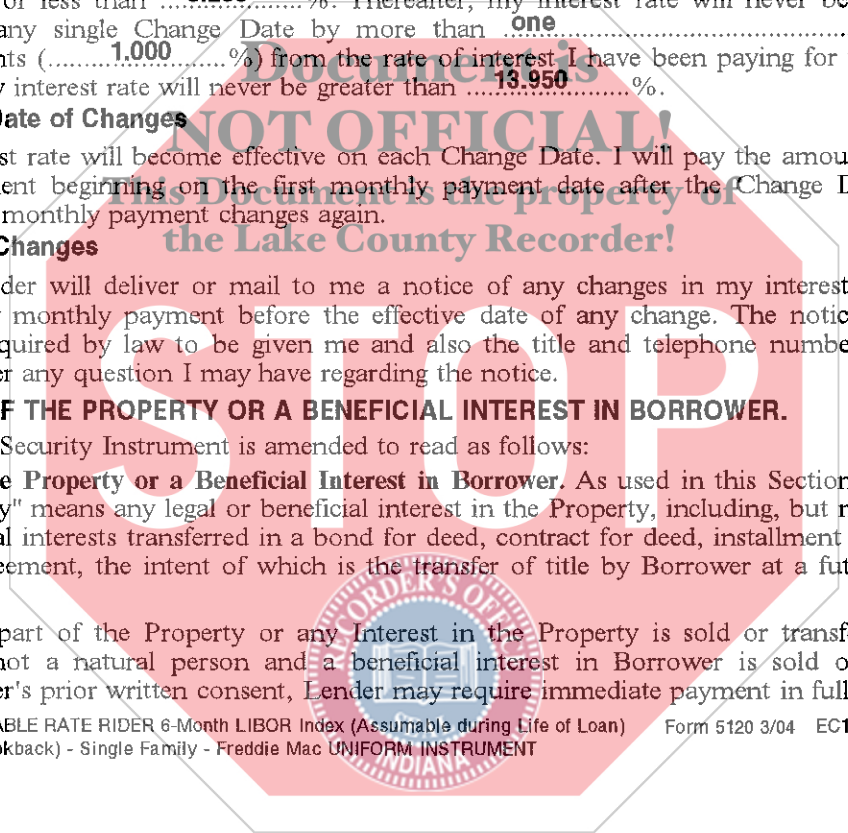 or less than .................%. Thereafter, my interest rate will never be
any single Change Date by more than one
nts (.........1.000.......%) from the rate of interest I have been paying for
interest rate will never be greater than .....13.950..........%.
Document is
Date of Changes
NOT OFFICIAL!
st rate will become effective on each Change Date. I will pay the amou
ent beginning on the first monthly payment date after the Change D
This Document is the property of
monthly payment changes again.
the Lake County Recorder!
Changes
der will deliver or mail to me a notice of any changes in my interest
monthly payment before the effective date of any change. The notic
quired by law to be given me and also the title and telephone numbe
er any question I may have regarding the notice.
F THE PROPERTY OR A BENEFICIAL INTEREST IN BORROWER.
Security Instrument is amended to read as follows:
e Property or a Beneficial Interest in Borrower. As used in this Section
y" means any legal or beneficial interest in the Property, including, but
al interests transferred in a bond for deed, contract for deed, installment
eement, the intent of which is the transfer of title by Borrower at a fut
STOP
part of the Property or any Interest in the Property is sold or transf
not a natural person and a beneficial interest in Borrower is sold o
er's prior written consent, Lender may require immediate payment in full
ABLE RATE RIDER 6-Month LIBOR Index (Assumable during Life of Loan) Form 5120 3/04 EC1
okback) - Single Family - Freddie Mac UNIFORM INSTRUMENT
RECORDER'S OFFICE
INDIANA